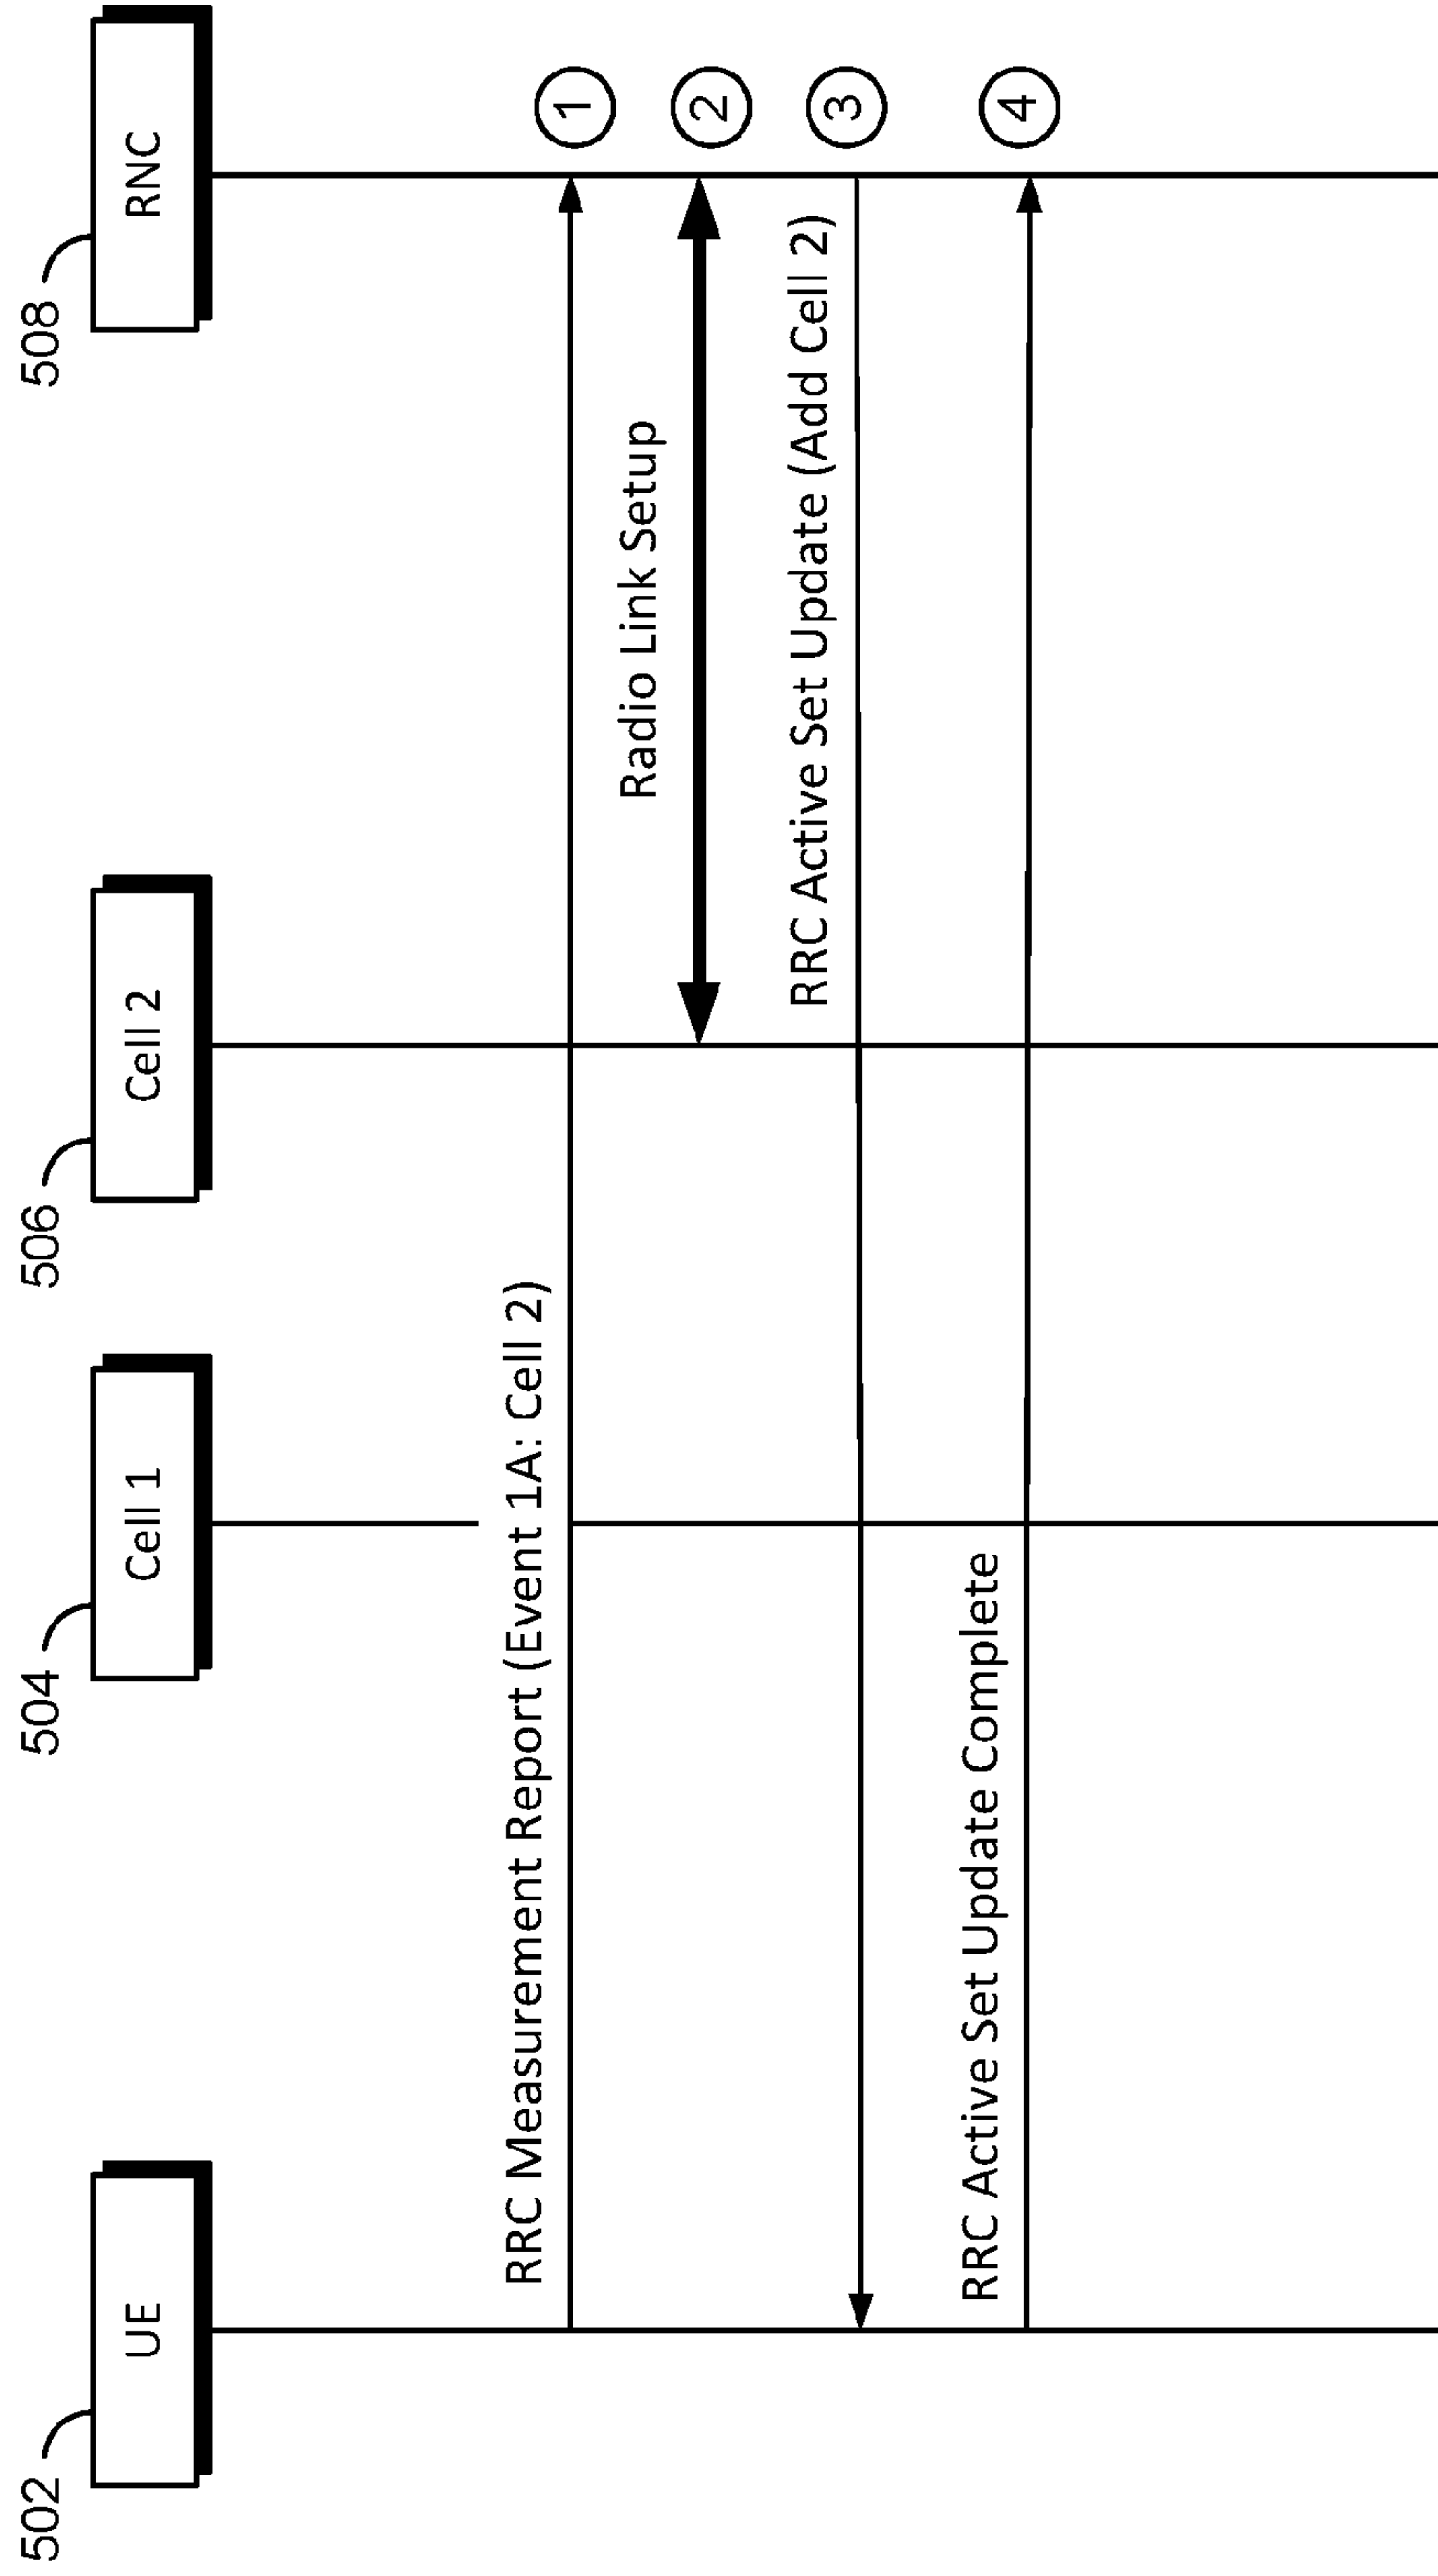 502
504
506
508
UE
Cell 1
Cell 2
RNC
RRC Measurement Report (Event 1A: Cell 2)
1
Radio Link Setup
2
RRC Active Set Update (Add Cell 2)
3
RRC Active Set Update Complete
4